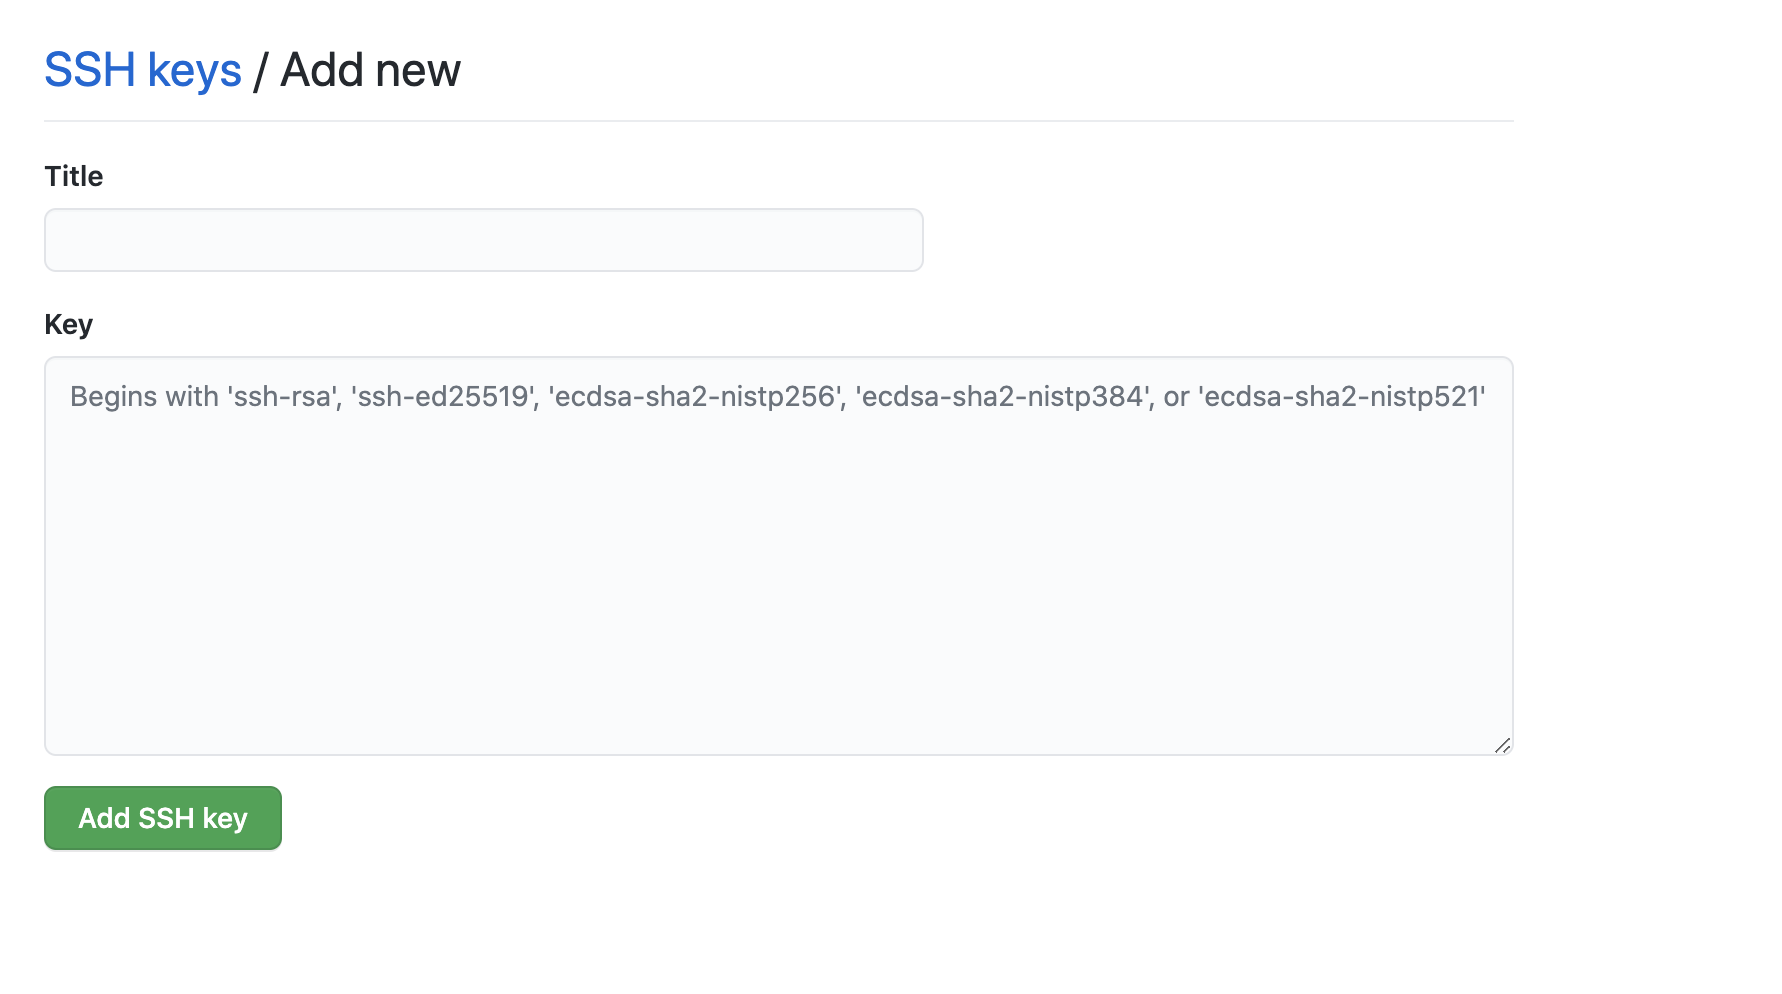 SSH keys / Add new
Title
Key
Begins with 'ssh-rsa', 'ssh-ed25519', 'ecdsa-sha2-nistp256', 'ecdsa-sha2-nistp384', or 'ecdsa-sha2-nistp521'
Add SSH key